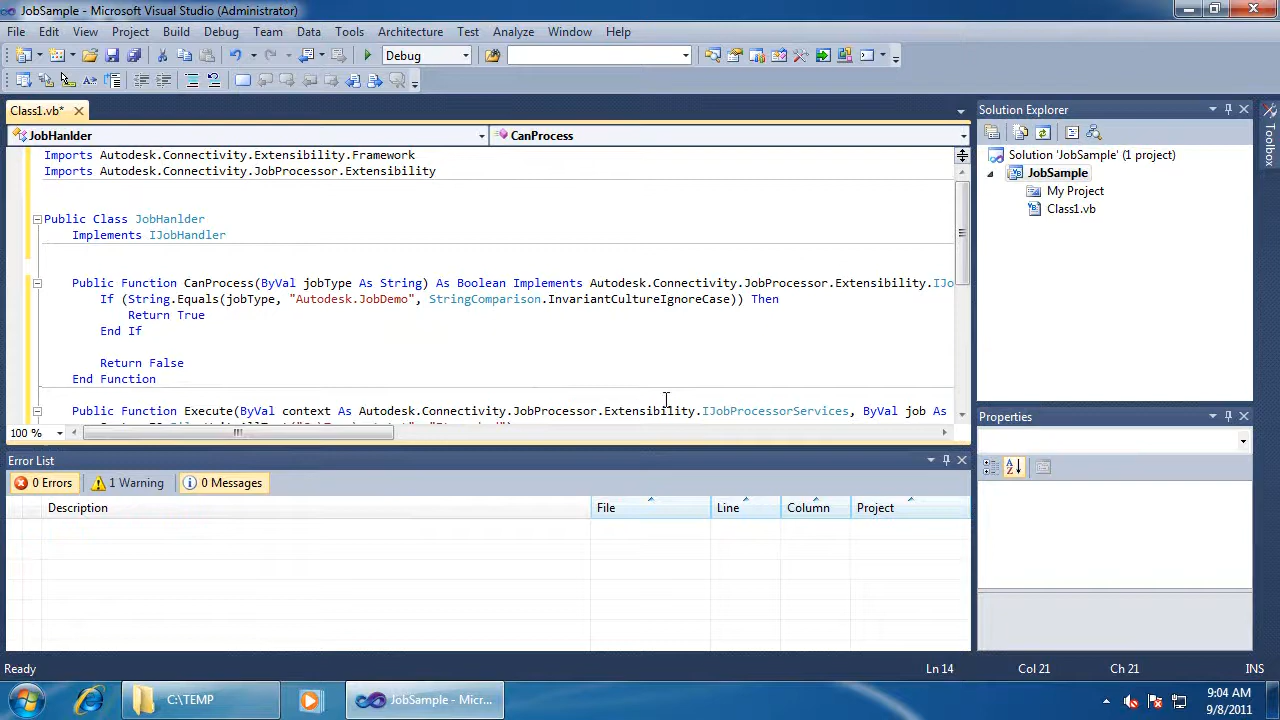 JobSample - Microsoft Visual Studio (Administrator)
File Edit View Project Build Debug Team Data Tools Architecture Test Analyze Window Help
Debug
Class1.vb*
JobHanlder CanProcess
Imports Autodesk.Connectivity.Extensibility.Framework
Imports Autodesk.Connectivity.JobProcessor.Extensibility
Public Class JobHanlder
Implements IJobHandler
Public Function CanProcess(ByVal jobType As String) As Boolean Implements Autodesk.Connectivity.JobProcessor.Extensibility.IJo
If (String.Equals(jobType, "Autodesk.JobDemo", StringComparison.InvariantCultureIgnoreCase)) Then
Return True
End If
Return False
End Function
Public Function Execute(ByVal context As Autodesk.Connectivity.JobProcessor.Extensibility.IJobProcessorServices, ByVal job As
100 %
Error List
0 Errors 1 Warning 0 Messages
Description File Line Column Project
Solution Explorer
Solution 'JobSample' (1 project)
JobSample
My Project
Class1.vb
Toolbox
Properties
Ready Ln 14 Col 21 Ch 21 INS
C:\TEMP JobSample - Micr...
9:04 AM
9/8/2011